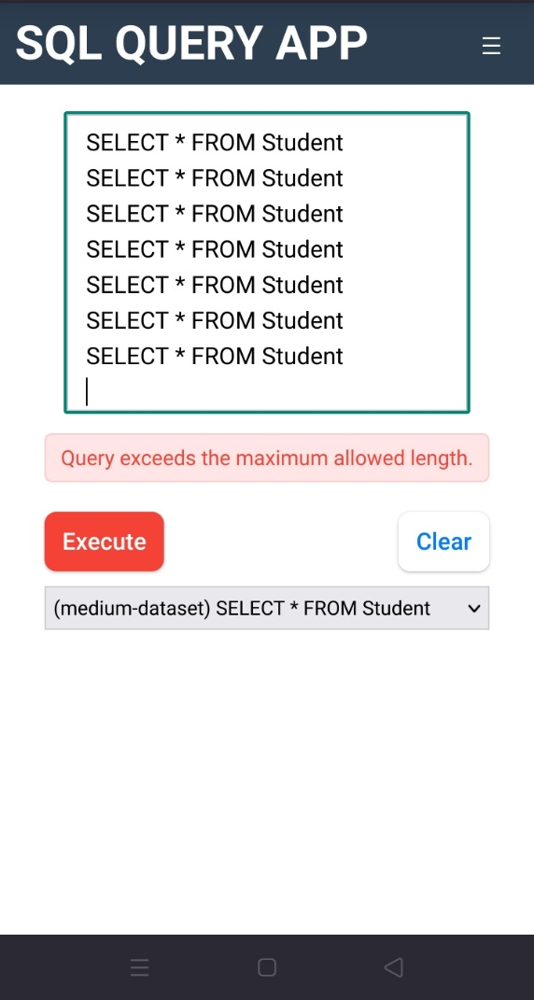 SQL QUERY APP
SELECT * FROM Student
SELECT * FROM Student
SELECT * FROM Student
SELECT * FROM Student
SELECT * FROM Student
SELECT * FROM Student
SELECT * FROM Student
Query exceeds the maximum allowed length.
Execute
Clear
(medium-dataset) SELECT * FROM Student